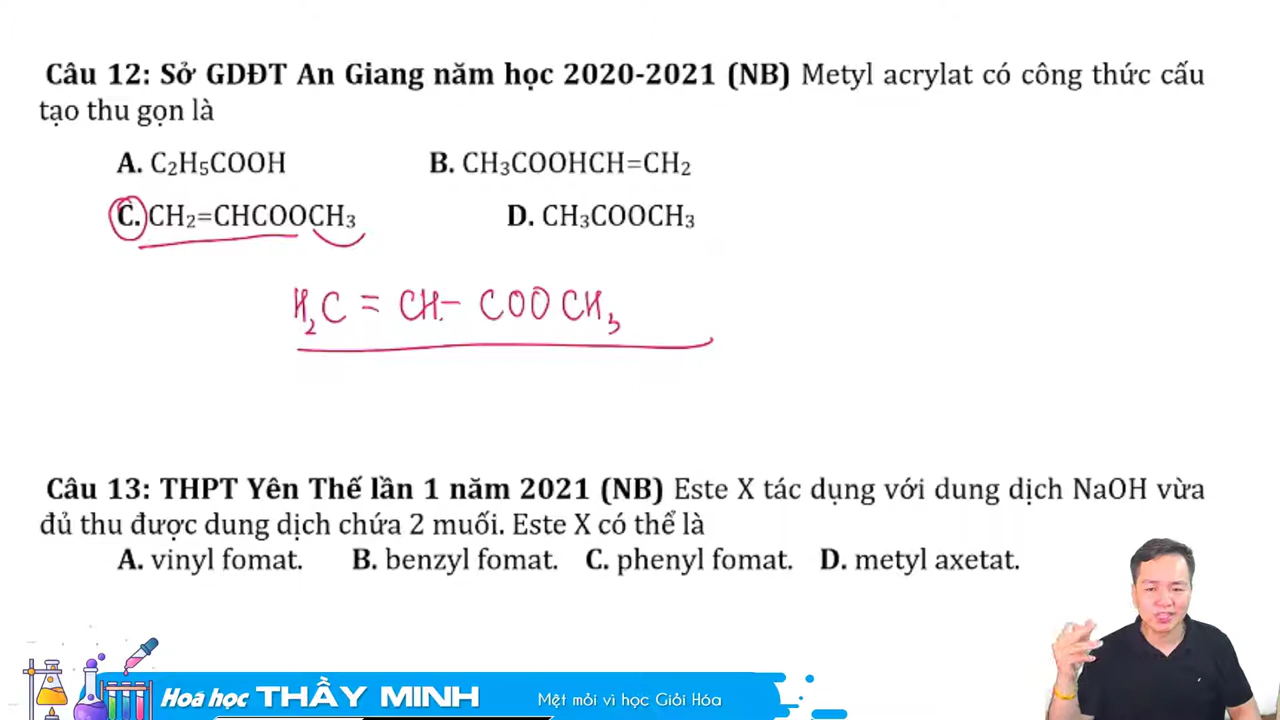 Câu 12: Sở GDĐT An Giang năm học 2020-2021 (NB) Metyl acrylat có công thức cấu
tạo thu gọn là
A. C₂H₅COOH B. CH₃COOHCH=CH₂
C. CH₂=CHCOOCH₃ D. CH₃COOCH₃
H₂C = CH- COOCH₃
Câu 13: THPT Yên Thế lần 1 năm 2021 (NB) Este X tác dụng với dung dịch NaOH vừa
đủ thu được dung dịch chứa 2 muối. Este X có thể là
A. vinyl fomat. B. benzyl fomat. C. phenyl fomat. D. metyl axetat.
Hoá học THẦY MINH Mệt mỏi vì học Giỏi Hóa